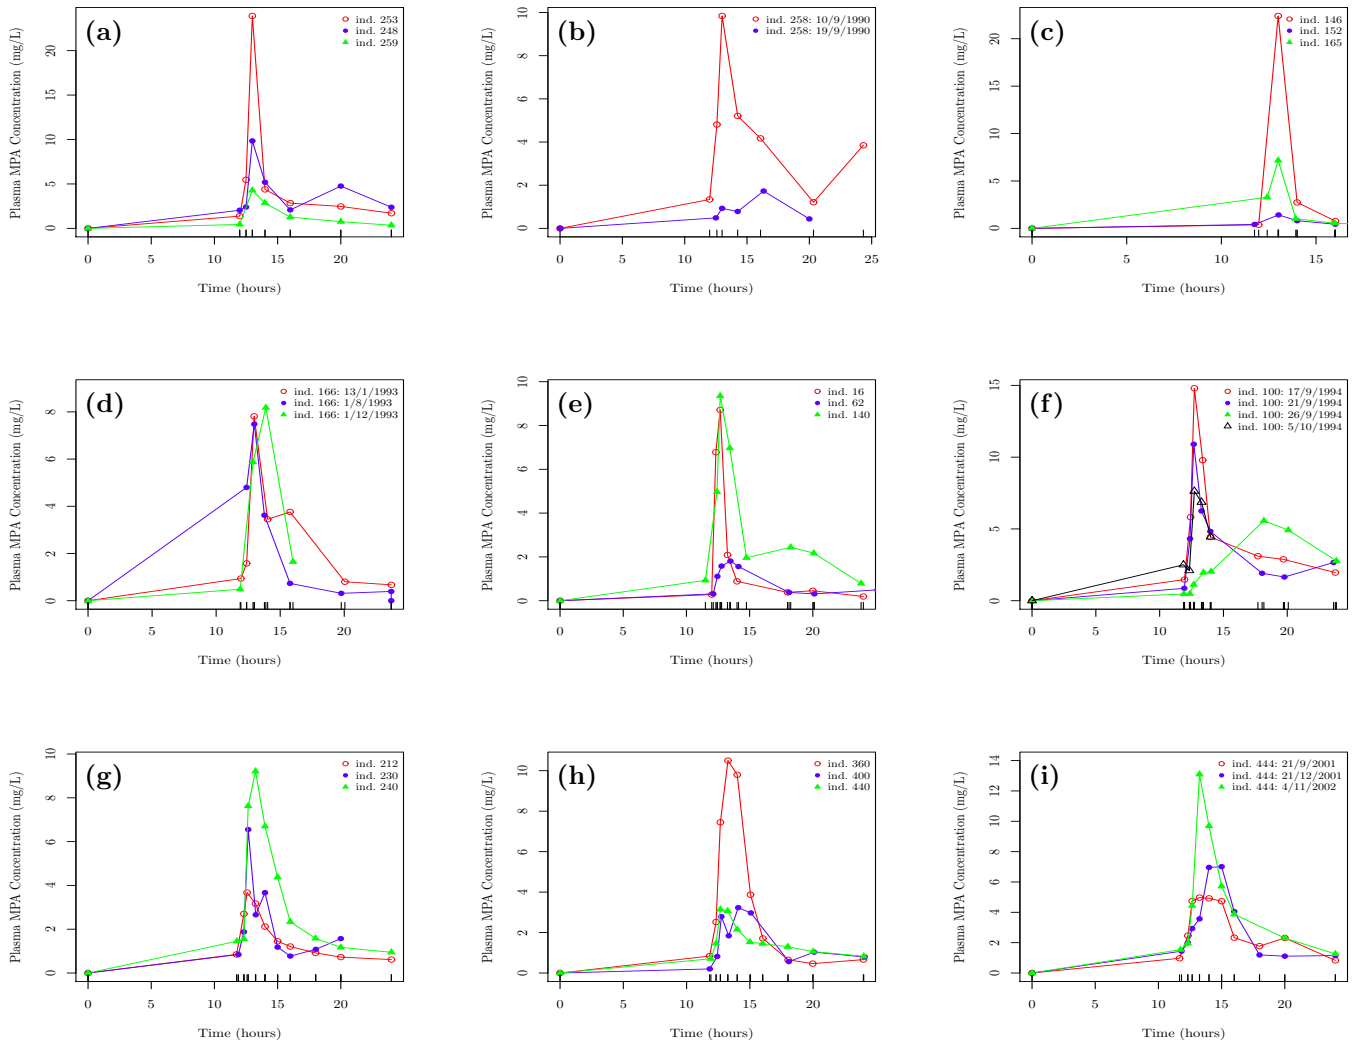 (a)
ind. 253
ind. 248
ind. 259
Plasma MPA Concentration (mg/L)
0 5 10 15 20
0 5 10 15 20
Time (hours)
(b)
ind. 258: 10/9/1990
ind. 258: 19/9/1990
Plasma MPA Concentration (mg/L)
0 2 4 6 8 10
0 5 10 15 20 25
Time (hours)
(c)
ind. 146
ind. 152
ind. 165
Plasma MPA Concentration (mg/L)
0 5 10 15 20
0 5 10 15
Time (hours)
(d)
ind. 166: 13/1/1993
ind. 166: 1/8/1993
ind. 166: 1/12/1993
Plasma MPA Concentration (mg/L)
0 2 4 6 8
0 5 10 15 20
Time (hours)
(e)
ind. 16
ind. 62
ind. 140
Plasma MPA Concentration (mg/L)
0 2 4 6 8 10
0 5 10 15 20
Time (hours)
(f)
ind. 100: 17/9/1994
ind. 100: 21/9/1994
ind. 100: 26/9/1994
ind. 100: 5/10/1994
Plasma MPA Concentration (mg/L)
0 5 10 15
0 5 10 15 20
Time (hours)
(g)
ind. 212
ind. 230
ind. 240
Plasma MPA Concentration (mg/L)
0 2 4 6 8 10
0 5 10 15 20
Time (hours)
(h)
ind. 360
ind. 400
ind. 440
Plasma MPA Concentration (mg/L)
0 2 4 6 8 10
0 5 10 15 20
Time (hours)
(i)
ind. 444: 21/9/2001
ind. 444: 21/12/2001
ind. 444: 4/11/2002
Plasma MPA Concentration (mg/L)
0 2 4 6 8 10 12 14
0 5 10 15 20
Time (hours)